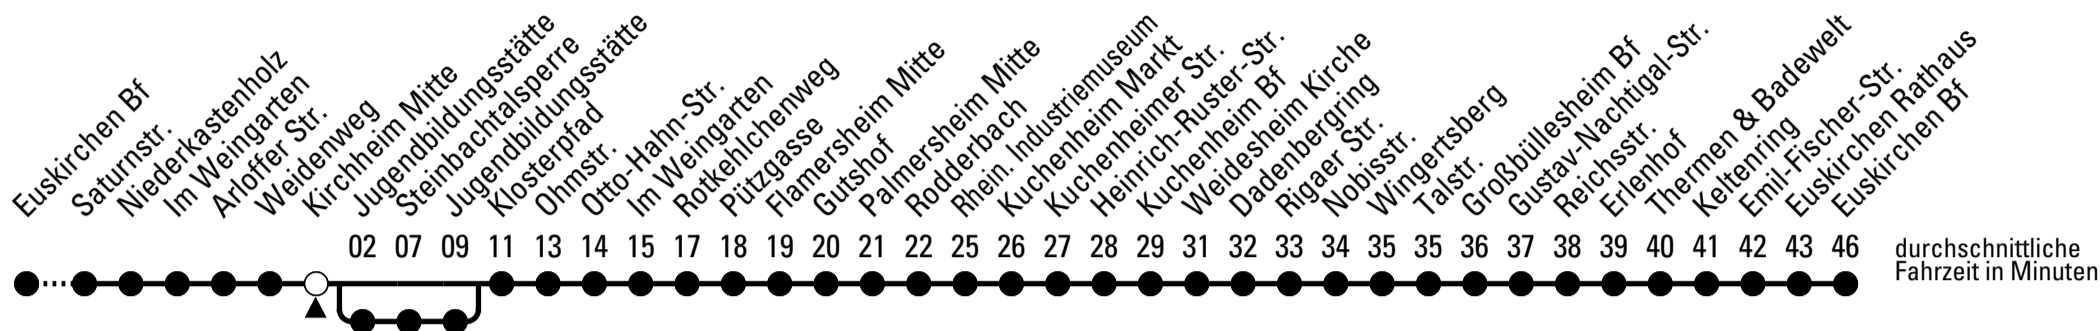 Euskirchen Bf
Saturnstr.
Niederkastenholz
Im Weingarten
Arloffer Str.
Weidenweg
Kirchheim Mitte
Jugendbildungsstätte
Steinbachtalsperre
Jugendbildungsstätte
Klosterpfad
Ohmstr.
Otto-Hahn-Str.
Im Weingarten
Rotkehlchenweg
Pützgasse
Flamersheim Mitte
Gutshof
Palmersheim Mitte
Rodderbach
Rhein. Industriemuseum
Kuchenheim Markt
Kuchenheimer Str.
Heinrich-Ruster-Str.
Kuchenheim Bf
Weidesheim Kirche
Dadenbergring
Rigaer Str.
Nobisstr.
Wingertsberg
Talstr.
Großbüllesheim Bf
Gustav-Nachtigal-Str.
Reichsstr.
Erlenhof
Thermen & Badewelt
Keltenring
Emil-Fischer-Str.
Euskirchen Rathaus
Euskirchen Bf
02 07 09 11 13 14 15 17 18 19 20 21 22 25 26 27 28 29 31 32 33 34 35 35 36 37 38 39 40 41 42 43 46
durchschnittliche
Fahrzeit in Minuten